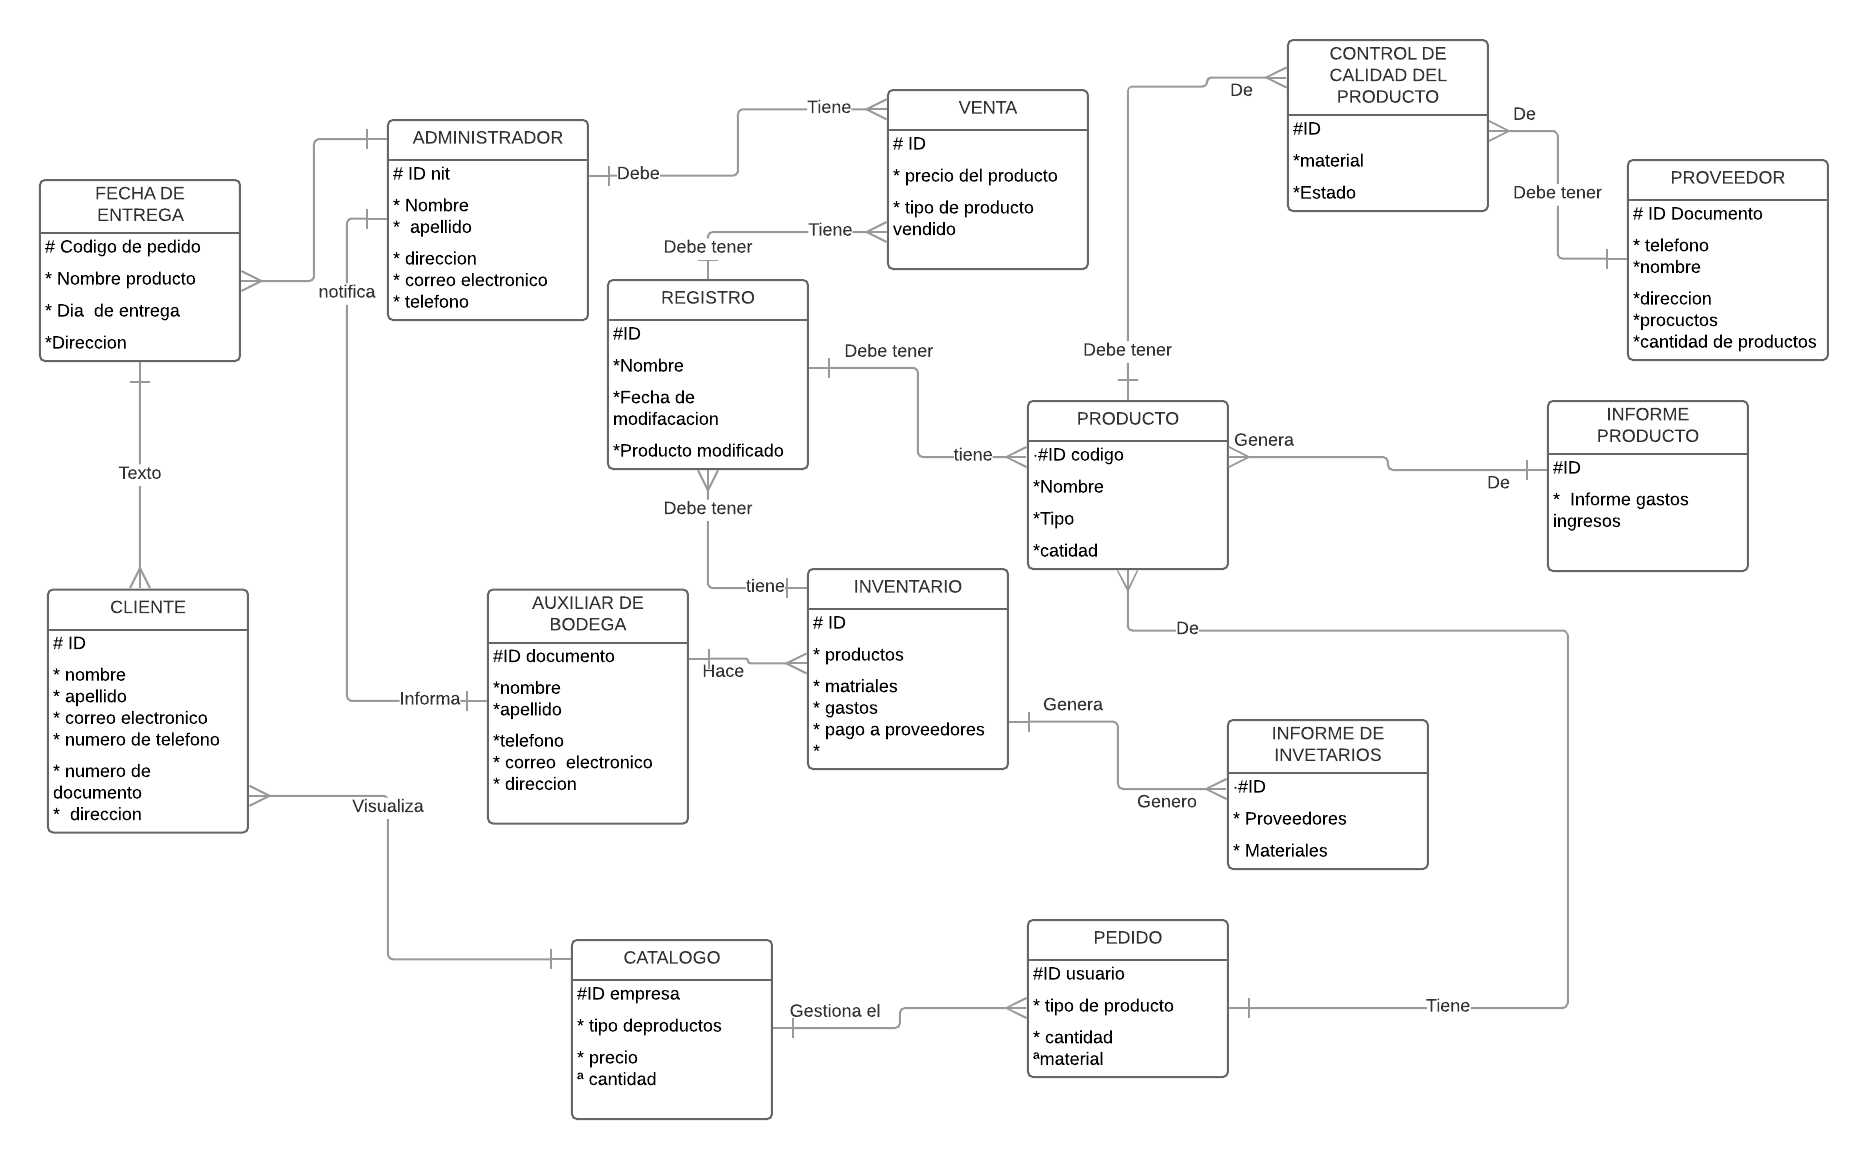 FECHA DE
ENTREGA
# Codigo de pedido
* Nombre producto
* Dia  de entrega
*Direccion
ADMINISTRADOR
# ID nit
* Nombre
*  apellido
* direccion
* correo electronico
* telefono
Debe
Tiene
VENTA
# ID
* precio del producto
* tipo de producto
vendido
Tiene
Debe tener
REGISTRO
#ID
*Nombre
*Fecha de
modifacacion
*Producto modificado
Debe tener
tiene
De
CONTROL DE
CALIDAD DEL
PRODUCTO
#ID
*material
*Estado
De
Debe tener
PROVEEDOR
# ID Documento
* telefono
*nombre
*direccion
*procuctos
*cantidad de productos
Debe tener
PRODUCTO
·#ID codigo
*Nombre
*Tipo
*catidad
Genera
De
INFORME
PRODUCTO
#ID
*  Informe gastos
ingresos
notifica
Texto
Debe tener
tiene
CLIENTE
# ID
* nombre
* apellido
* correo electronico
* numero de telefono
* numero de
documento
*  direccion
Informa
AUXILIAR DE
BODEGA
#ID documento
*nombre
*apellido
*telefono
* correo  electronico
* direccion
Hace
INVENTARIO
# ID
* productos
* matriales
* gastos
* pago a proveedores
*
De
Genera
Genero
INFORME DE
INVETARIOS
·#ID
* Proveedores
* Materiales
Visualiza
CATALOGO
#ID empresa
* tipo deproductos
* precio
ª cantidad
Gestiona el
PEDIDO
#ID usuario
* tipo de producto
* cantidad
ªmaterial
Tiene